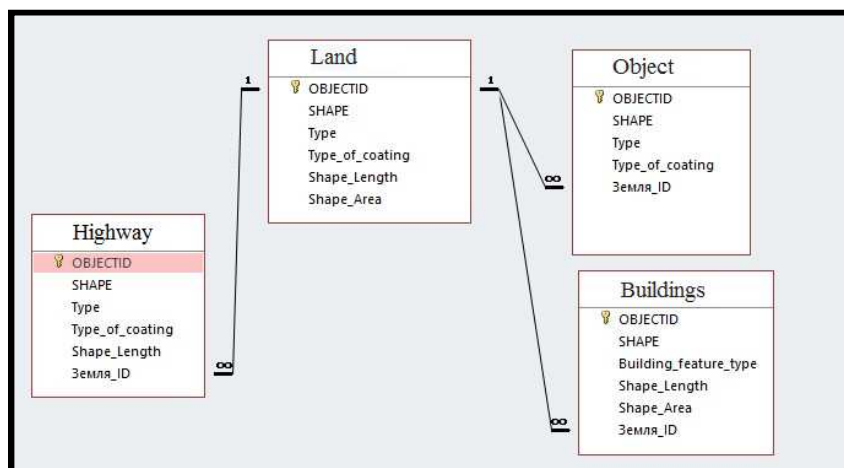 Land
1
OBJECTID
SHAPE
Type
Type_of_coating
Shape_Length
Shape_Area
1
Object
OBJECTID
SHAPE
Type
Type_of_coating
Земля_ID
∞
Highway
OBJECTID
SHAPE
Type
Type_of_coating
Shape_Length
Земля_ID
∞
Buildings
OBJECTID
SHAPE
Building_feature_type
Shape_Length
Shape_Area
Земля_ID
∞